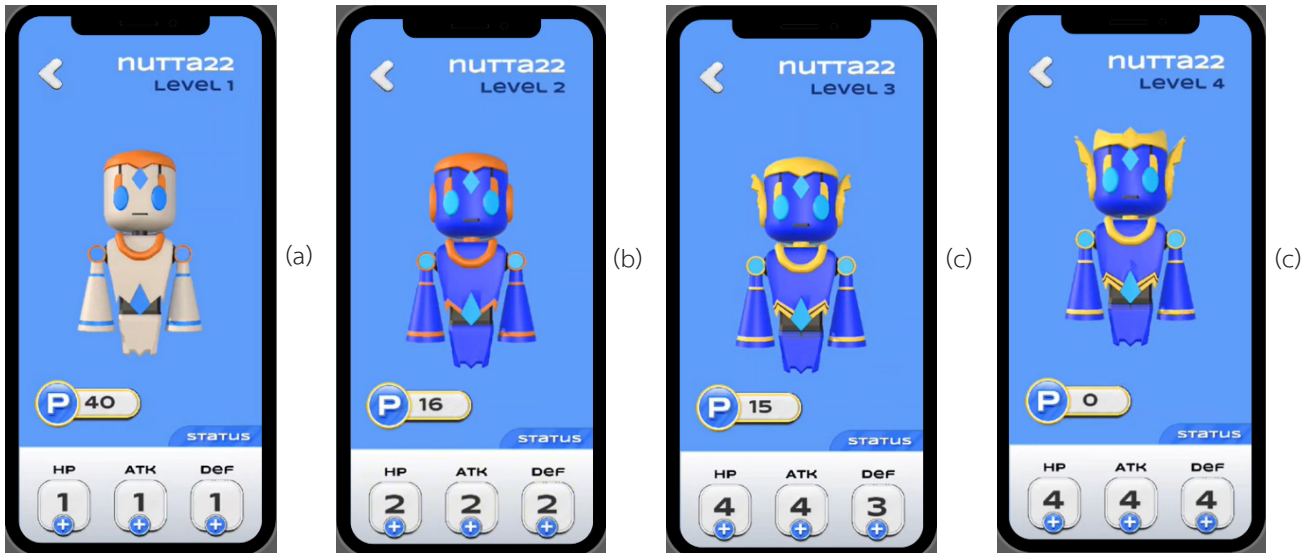 nutta22
Level 1
P 40
status
HP ATK Def
1 1 1
+ + +
(a)
nutta22
Level 2
P 16
status
HP ATK Def
2 2 2
+ + +
(b)
nutta22
Level 3
P 15
status
HP ATK Def
4 4 3
+ + +
(c)
nutta22
Level 4
P 0
status
HP ATK Def
4 4 4
+ + +
(c)